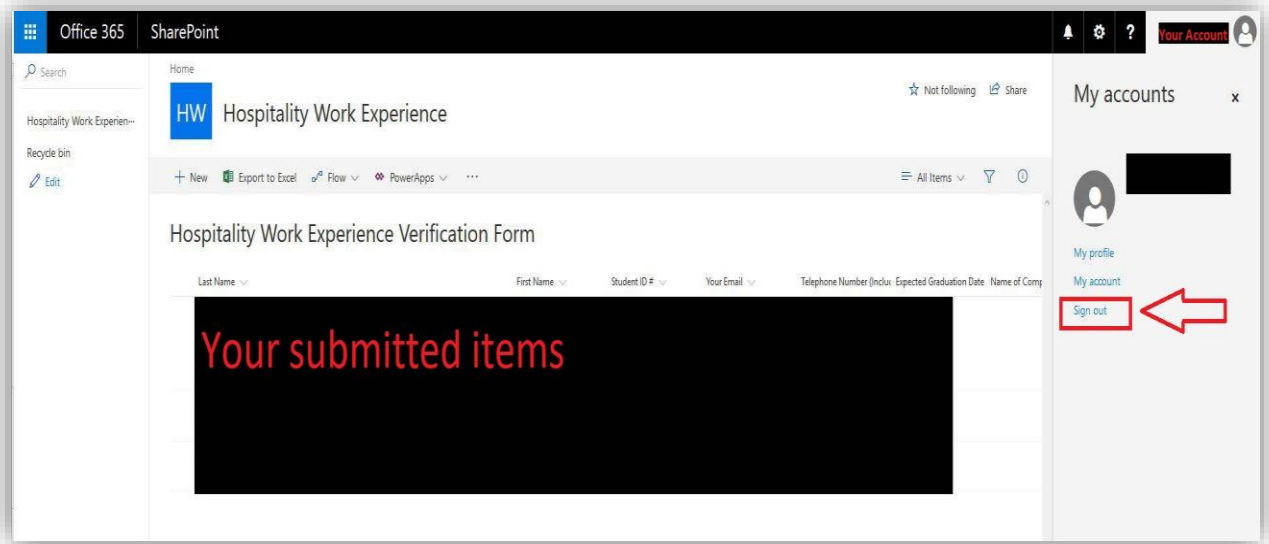 Office 365 SharePoint ? Your Account
Search
Hospitality Work Experien...
Recycle bin
Edit
Home
HW Hospitality Work Experience
Not following Share
+ New Export to Excel Flow PowerApps ... All Items
Hospitality Work Experience Verification Form
Last Name First Name Student ID # Your Email Telephone Number (Includ Expected Graduation Date Name of Comp
Your submitted items
My accounts x
My profile
My account
Sign out